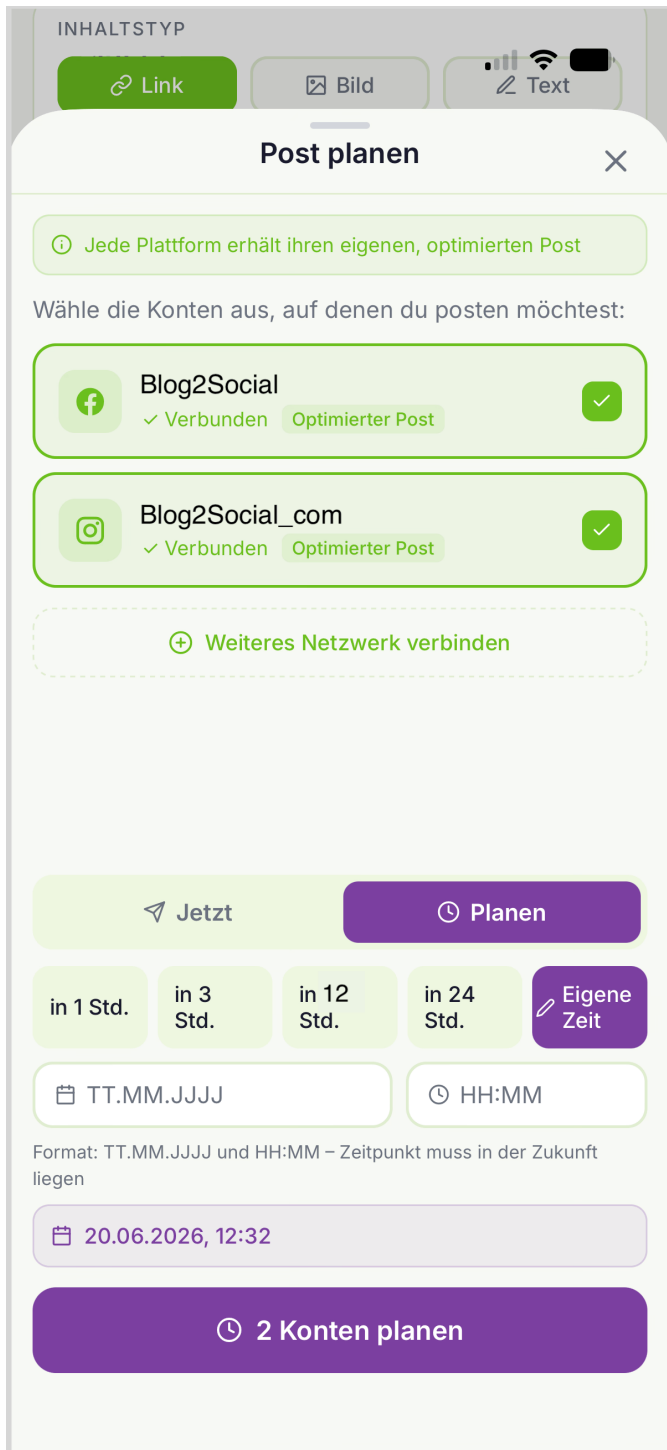 INHALTSTYP
Link
Bild
Text
Post planen
Jede Plattform erhält ihren eigenen, optimierten Post
Wähle die Konten aus, auf denen du posten möchtest:
Blog2Social
Verbunden
Optimierter Post
Blog2Social_com
Verbunden
Optimierter Post
Weiteres Netzwerk verbinden
Jetzt
Planen
in 1 Std.
in 3
Std.
in 12
Std.
in 24
Std.
Eigene
Zeit
TT.MM.JJJJ
HH:MM
Format: TT.MM.JJJJ und HH:MM – Zeitpunkt muss in der Zukunft
liegen
20.06.2026, 12:32
2 Konten planen